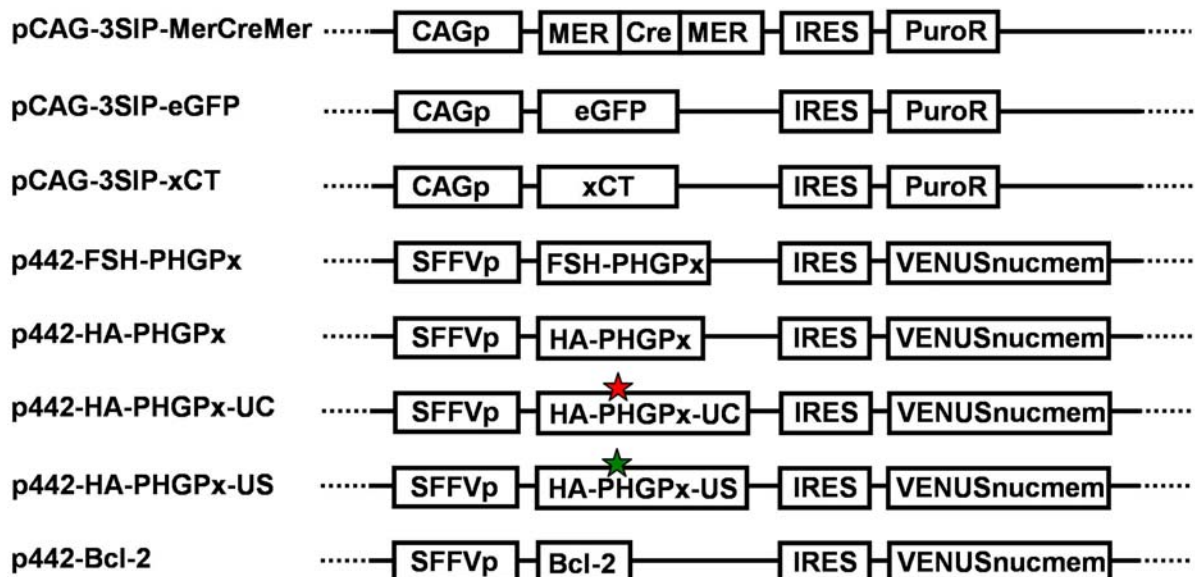 pCAG-3SIP-MerCreMer CAGp MER Cre MER IRES PuroR
pCAG-3SIP-eGFP CAGp eGFP IRES PuroR
pCAG-3SIP-xCT CAGp xCT IRES PuroR
p442-FSH-PHGPx SFFVp FSH-PHGPx IRES VENUSnucmem
p442-HA-PHGPx SFFVp HA-PHGPx IRES VENUSnucmem
p442-HA-PHGPx-UC SFFVp HA-PHGPx-UC IRES VENUSnucmem
p442-HA-PHGPx-US SFFVp HA-PHGPx-US IRES VENUSnucmem
p442-Bcl-2 SFFVp Bcl-2 IRES VENUSnucmem